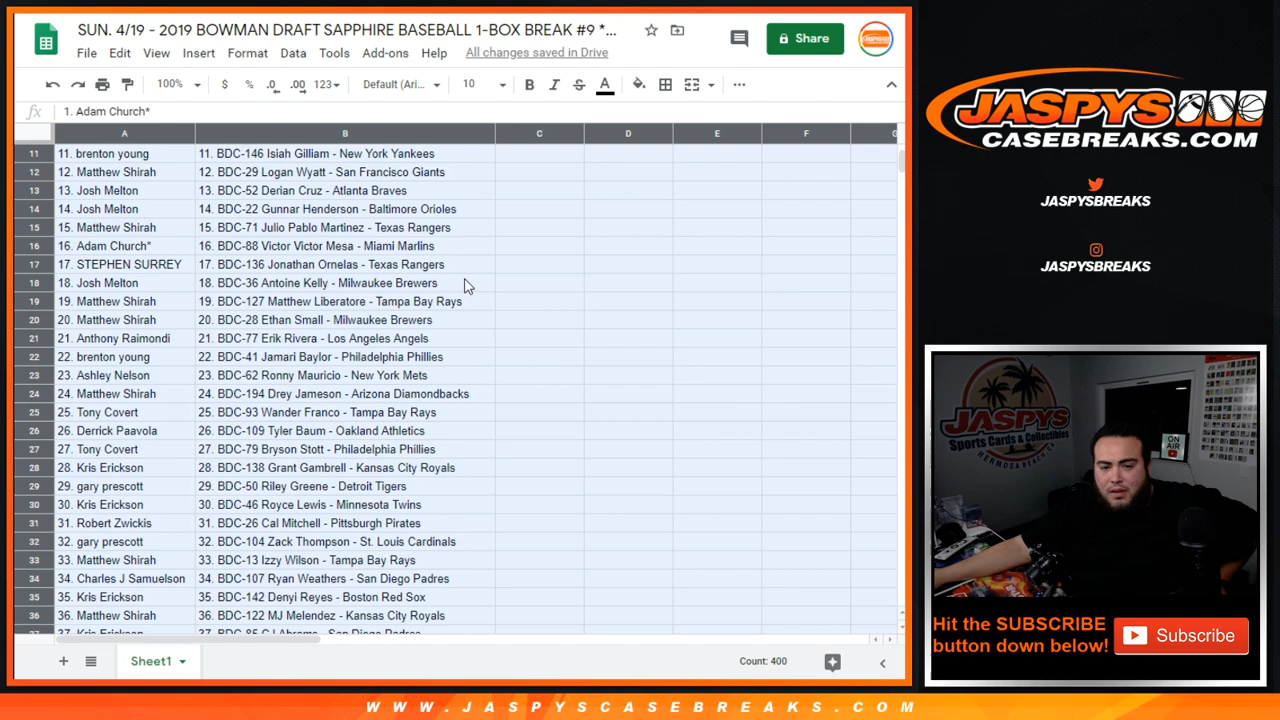 SUN. 4/19 - 2019 BOWMAN DRAFT SAPPHIRE BASEBALL 1-BOX BREAK #9 *...
File Edit View Insert Format Data Tools Add-ons Help All changes saved in Drive
Share
100% $ % .0 .00 123 Default (Ari... 10 B I S A
fx 1. Adam Church*
A B C D E F G
11 11. brenton young 11. BDC-146 Isiah Gilliam - New York Yankees
12 12. Matthew Shirah 12. BDC-29 Logan Wyatt - San Francisco Giants
13 13. Josh Melton 13. BDC-52 Derian Cruz - Atlanta Braves
14 14. Josh Melton 14. BDC-22 Gunnar Henderson - Baltimore Orioles
15 15. Matthew Shirah 15. BDC-71 Julio Pablo Martinez - Texas Rangers
16 16. Adam Church* 16. BDC-88 Victor Victor Mesa - Miami Marlins
17 17. STEPHEN SURREY 17. BDC-136 Jonathan Ornelas - Texas Rangers
18 18. Josh Melton 18. BDC-36 Antoine Kelly - Milwaukee Brewers
19 19. Matthew Shirah 19. BDC-127 Matthew Liberatore - Tampa Bay Rays
20 20. Matthew Shirah 20. BDC-28 Ethan Small - Milwaukee Brewers
21 21. Anthony Raimondi 21. BDC-77 Erik Rivera - Los Angeles Angels
22 22. brenton young 22. BDC-41 Jamari Baylor - Philadelphia Phillies
23 23. Ashley Nelson 23. BDC-62 Ronny Mauricio - New York Mets
24 24. Matthew Shirah 24. BDC-194 Drey Jameson - Arizona Diamondbacks
25 25. Tony Covert 25. BDC-93 Wander Franco - Tampa Bay Rays
26 26. Derrick Paavola 26. BDC-109 Tyler Baum - Oakland Athletics
27 27. Tony Covert 27. BDC-79 Bryson Stott - Philadelphia Phillies
28 28. Kris Erickson 28. BDC-138 Grant Gambrell - Kansas City Royals
29 29. gary prescott 29. BDC-50 Riley Greene - Detroit Tigers
30 30. Kris Erickson 30. BDC-46 Royce Lewis - Minnesota Twins
31 31. Robert Zwickis 31. BDC-26 Cal Mitchell - Pittsburgh Pirates
32 32. gary prescott 32. BDC-104 Zack Thompson - St. Louis Cardinals
33 33. Matthew Shirah 33. BDC-13 Izzy Wilson - Tampa Bay Rays
34 34. Charles J Samuelson 34. BDC-107 Ryan Weathers - San Diego Padres
35 35. Kris Erickson 35. BDC-142 Denyi Reyes - Boston Red Sox
36 36. Matthew Shirah 36. BDC-122 MJ Melendez - Kansas City Royals
37 37. Kris Erickson 37. BDC-85 CJ Abrams - San Diego Padres
Sheet1
Count: 400
JASPYS
CASEBREAKS.COM
JASPYSBREAKS
JASPYSBREAKS
JASPYS
Sports Cards & Collectibles
HERMOSA BEACH, CA
ON
AIR
Hit the SUBSCRIBE
button down below!
Subscribe
WWW.JASPYSCASEBREAKS.COM